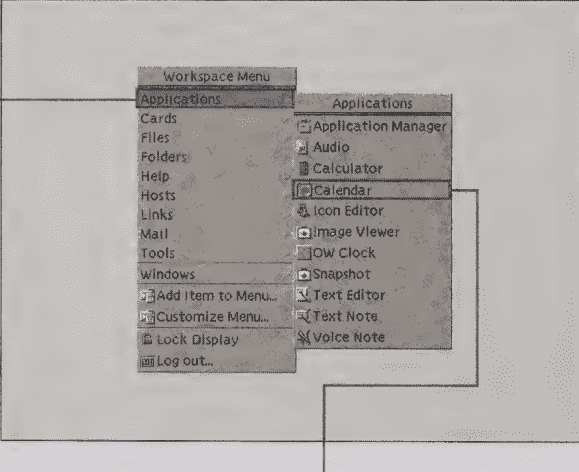 Workspace Menu
Applications
Cards
Files
Folders
Help
Hosts
Links
Mail
Tools
Windows
Add Item to Menu...
Customize Menu...
Lock Display
Log out...
Applications
Application Manager
Audio
Calculator
Calendar
Icon Editor
Image Viewer
OW Clock
Snapshot
Text Editor
Text Note
Voice Note